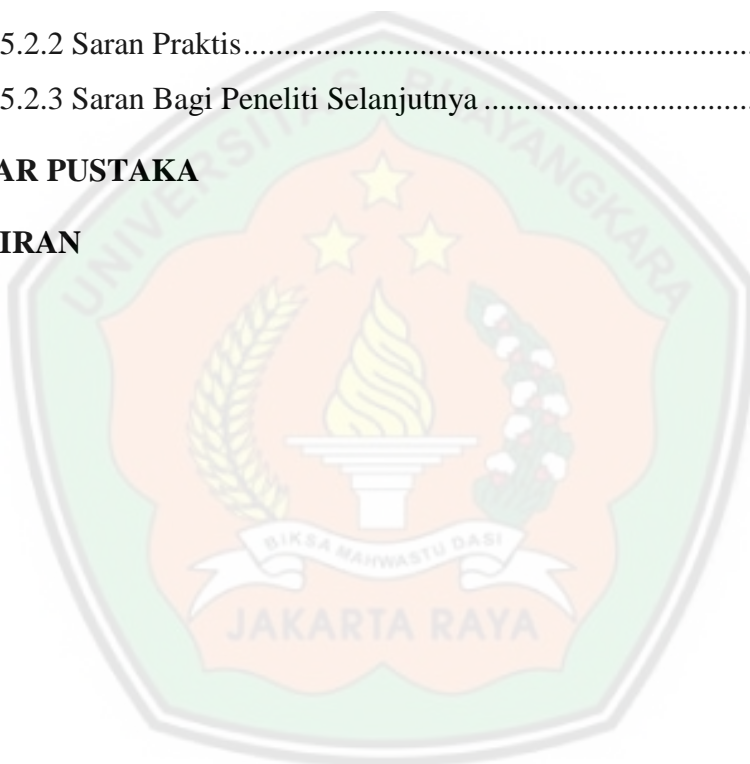 5.2.2 Saran Praktis........................................................................
5.2.3 Saran Bagi Peneliti Selanjutnya ..........................................
AR PUSTAKA
IRAN
UNIVERSITAS BHAYANGKARA
BIKSA MAHWASTU DASI
JAKARTA RAYA